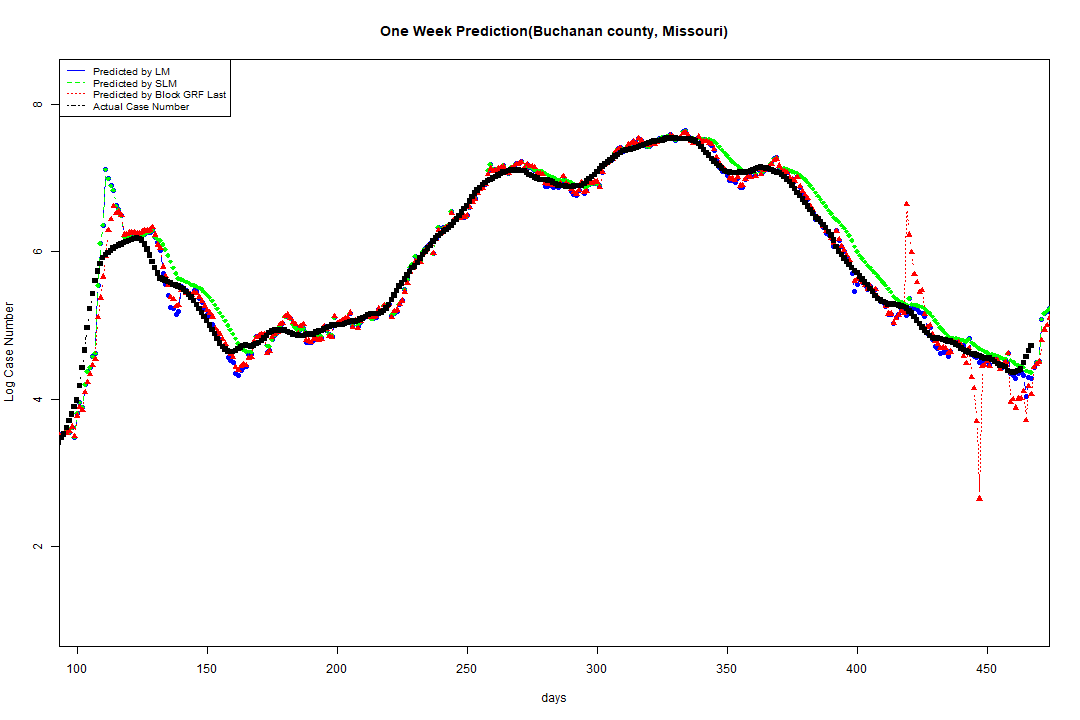 One Week Prediction(Buchanan county, Missouri)
Predicted by LM
Predicted by SLM
Predicted by Block GRF Last
Actual Case Number
8
6
4
2
Log Case Number
100 150 200 250 300 350 400 450
days